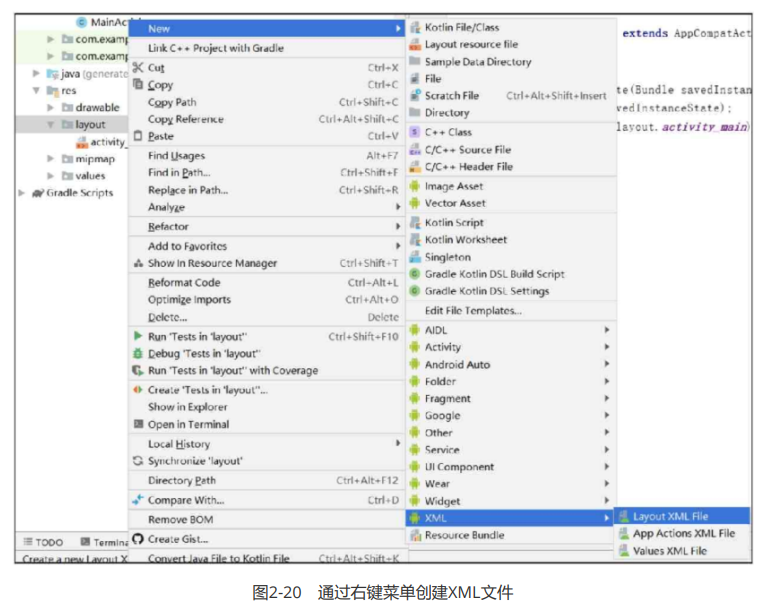 MainAc
com.examp
com.examp
java (generate
res
drawable
layout
activity_
mipmap
values
Gradle Scripts
TODO
Termina
Create a new Layout X
New
Link C++ Project with Gradle
Cut Ctrl+X
Copy Ctrl+C
Copy Path Ctrl+Shift+C
Copy Reference Ctrl+Alt+Shift+C
Paste Ctrl+V
Find Usages Alt+F7
Find in Path... Ctrl+Shift+F
Replace in Path... Ctrl+Shift+R
Analyze
Refactor
Add to Favorites
Show In Resource Manager Ctrl+Shift+T
Reformat Code Ctrl+Alt+L
Optimize Imports Ctrl+Alt+O
Delete... Delete
Run 'Tests in 'layout'' Ctrl+Shift+F10
Debug 'Tests in 'layout''
Run 'Tests in 'layout'' with Coverage
Create 'Tests in 'layout''...
Show in Explorer
Open in Terminal
Local History
Synchronize 'layout'
Directory Path Ctrl+Alt+F12
Compare With... Ctrl+D
Remove BOM
Create Gist...
Convert Java File to Kotlin File Ctrl+Alt+Shift+K
Kotlin File/Class
Layout resource file
Sample Data Directory
File
Scratch File Ctrl+Alt+Shift+Insert
Directory
C++ Class
C/C++ Source File
C/C++ Header File
Image Asset
Vector Asset
Kotlin Script
Kotlin Worksheet
Singleton
Gradle Kotlin DSL Build Script
Gradle Kotlin DSL Settings
Edit File Templates...
AIDL
Activity
Android Auto
Folder
Fragment
Google
Other
Service
UI Component
Wear
Widget
XML
Resource Bundle
Layout XML File
App Actions XML File
Values XML File
extends AppCompatAct
te(Bundle savedInstan
vedInstanceState);
layout.activity_main)
图2-20 通过右键菜单创建XML文件